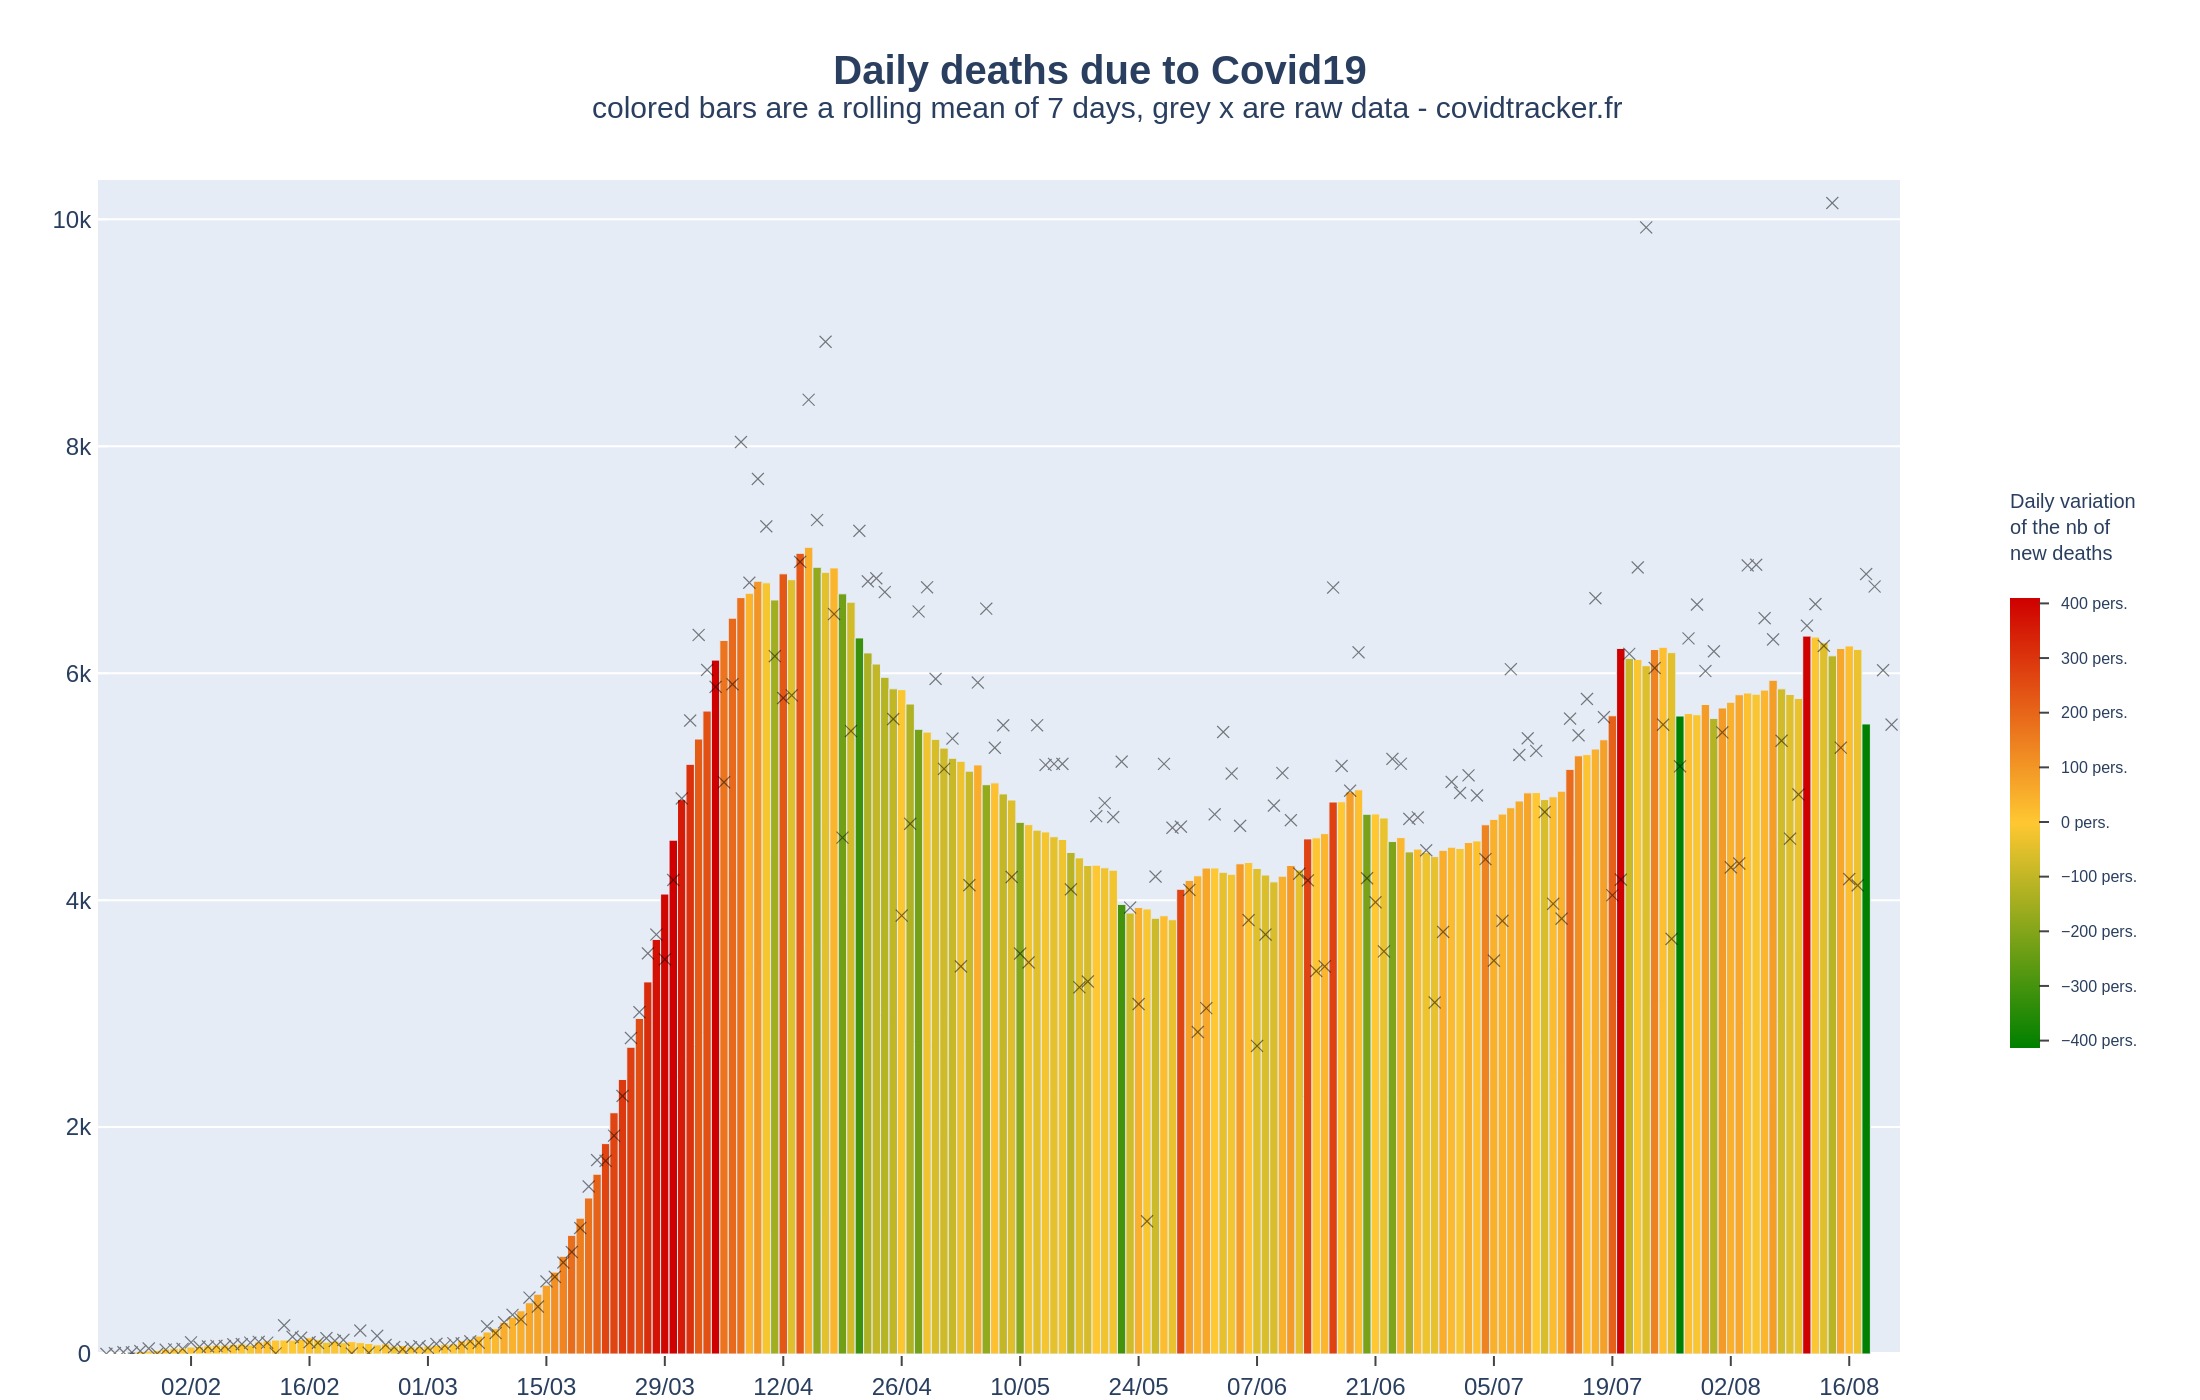 Daily deaths due to Covid19
colored bars are a rolling mean of 7 days, grey x are raw data - covidtracker.fr
10k
8k
6k
4k
2k
0
02/02 16/02 01/03 15/03 29/03 12/04 26/04 10/05 24/05 07/06 21/06 05/07 19/07 02/08 16/08
Daily variation
of the nb of
new deaths
400 pers.
300 pers.
200 pers.
100 pers.
0 pers.
−100 pers.
−200 pers.
−300 pers.
−400 pers.